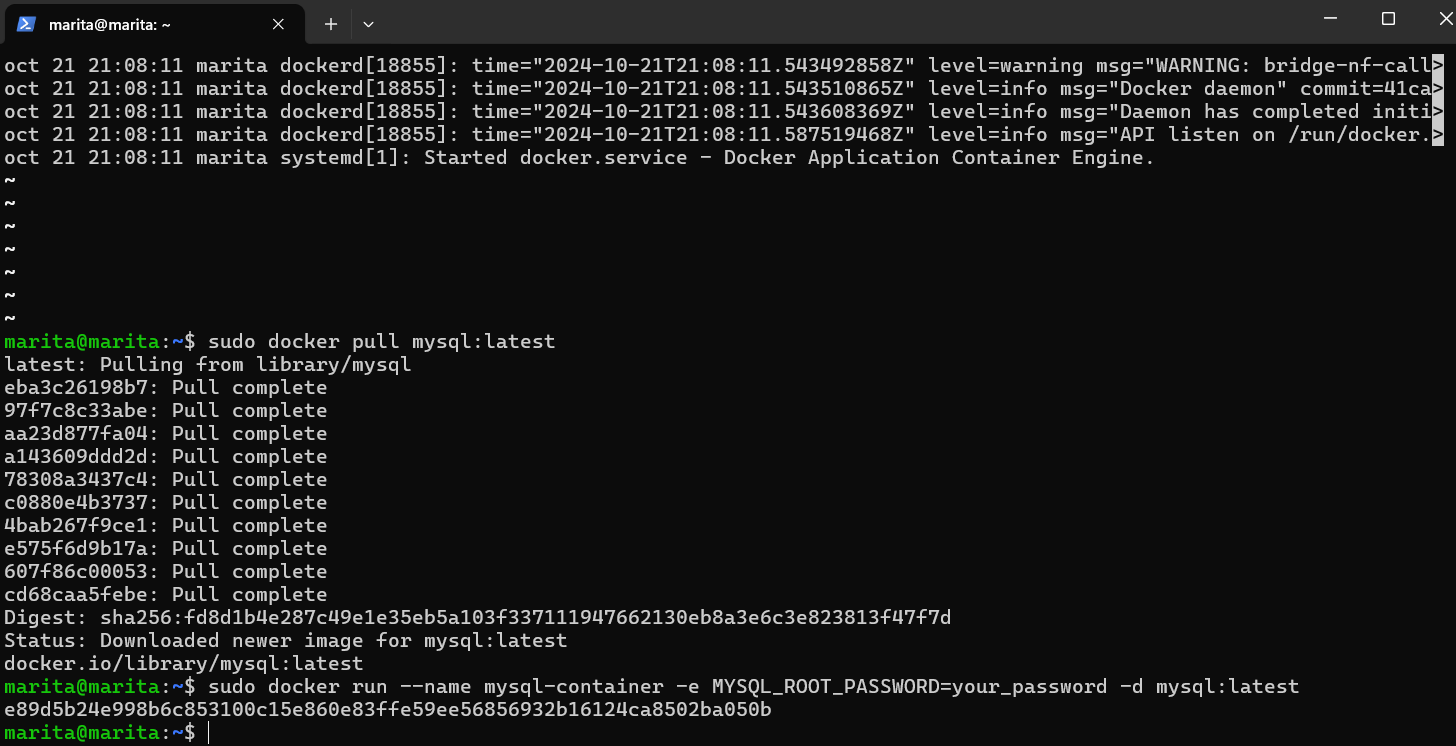 marita@marita: ~
oct 21 21:08:11 marita dockerd[18855]: time="2024-10-21T21:08:11.543492858Z" level=warning msg="WARNING: bridge-nf-call>
oct 21 21:08:11 marita dockerd[18855]: time="2024-10-21T21:08:11.543510865Z" level=info msg="Docker daemon" commit=41ca>
oct 21 21:08:11 marita dockerd[18855]: time="2024-10-21T21:08:11.543608369Z" level=info msg="Daemon has completed initi>
oct 21 21:08:11 marita dockerd[18855]: time="2024-10-21T21:08:11.587519468Z" level=info msg="API listen on /run/docker.>
oct 21 21:08:11 marita systemd[1]: Started docker.service - Docker Application Container Engine.
~
~
~
~
~
~
~
marita@marita:~$ sudo docker pull mysql:latest
latest: Pulling from library/mysql
eba3c26198b7: Pull complete
97f7c8c33abe: Pull complete
aa23d877fa04: Pull complete
a143609ddd2d: Pull complete
78308a3437c4: Pull complete
c0880e4b3737: Pull complete
4bab267f9ce1: Pull complete
e575f6d9b17a: Pull complete
607f86c00053: Pull complete
cd68caa5febe: Pull complete
Digest: sha256:fd8d1b4e287c49e1e35eb5a103f337111947662130eb8a3e6c3e823813f47f7d
Status: Downloaded newer image for mysql:latest
docker.io/library/mysql:latest
marita@marita:~$ sudo docker run --name mysql-container -e MYSQL_ROOT_PASSWORD=your_password -d mysql:latest
e89d5b24e998b6c853100c15e860e83ffe59ee56856932b16124ca8502ba050b
marita@marita:~$